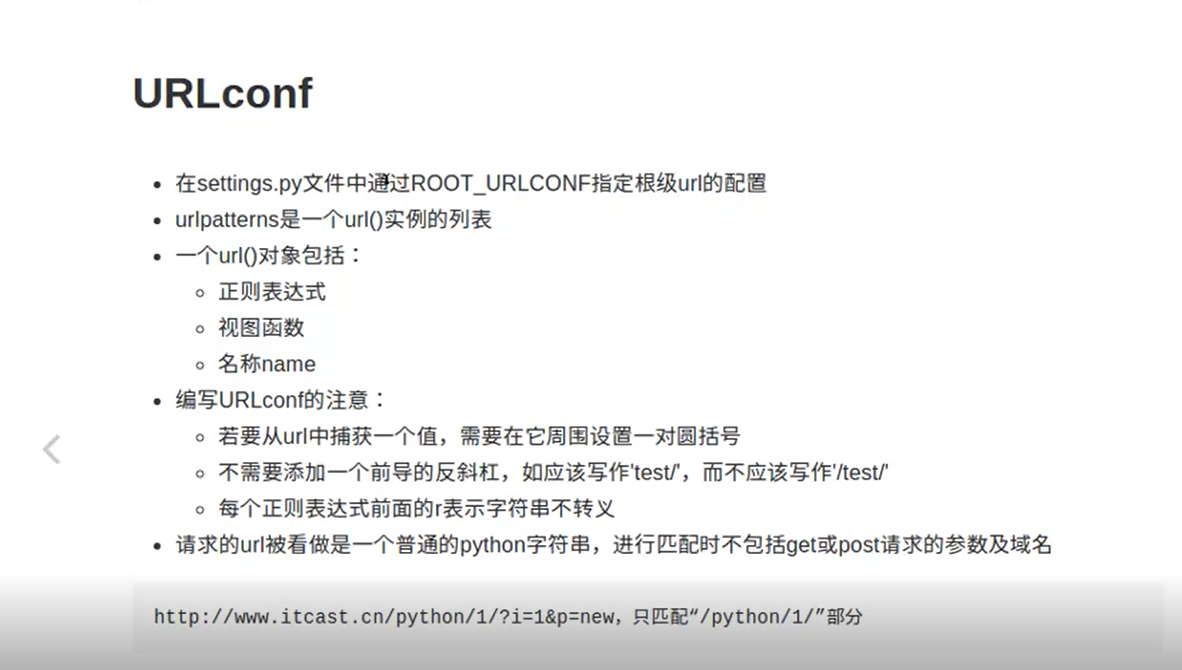 URLconf
在settings.py文件中通过ROOT_URLCONF指定根级url的配置
urlpatterns是一个url()实例的列表
一个url()对象包括：
正则表达式
视图函数
名称name
编写URLconf的注意：
若要从url中捕获一个值，需要在它周围设置一对圆括号
不需要添加一个前导的反斜杠，如应该写作'test/'，而不应该写作'/test/'
每个正则表达式前面的r表示字符串不转义
请求的url被看做是一个普通的python字符串，进行匹配时不包括get或post请求的参数及域名
http://www.itcast.cn/python/1/?i=1&p=new，只匹配“/python/1/”部分